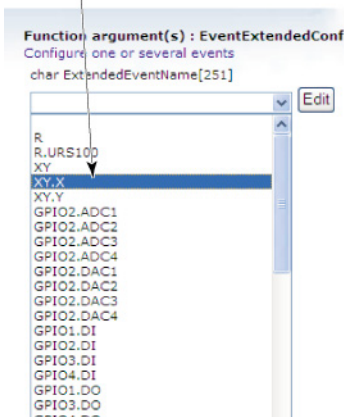 Function argument(s) : EventExtendedConf
Configure one or several events
char ExtendedEventName[251]
Edit
R
R.URS100
XY
XY.X
XY.Y
GPIO2.ADC1
GPIO2.ADC2
GPIO2.ADC3
GPIO2.ADC4
GPIO2.DAC1
GPIO2.DAC2
GPIO2.DAC3
GPIO2.DAC4
GPIO1.DI
GPIO2.DI
GPIO3.DI
GPIO4.DI
GPIO1.DO
GPIO3.DO